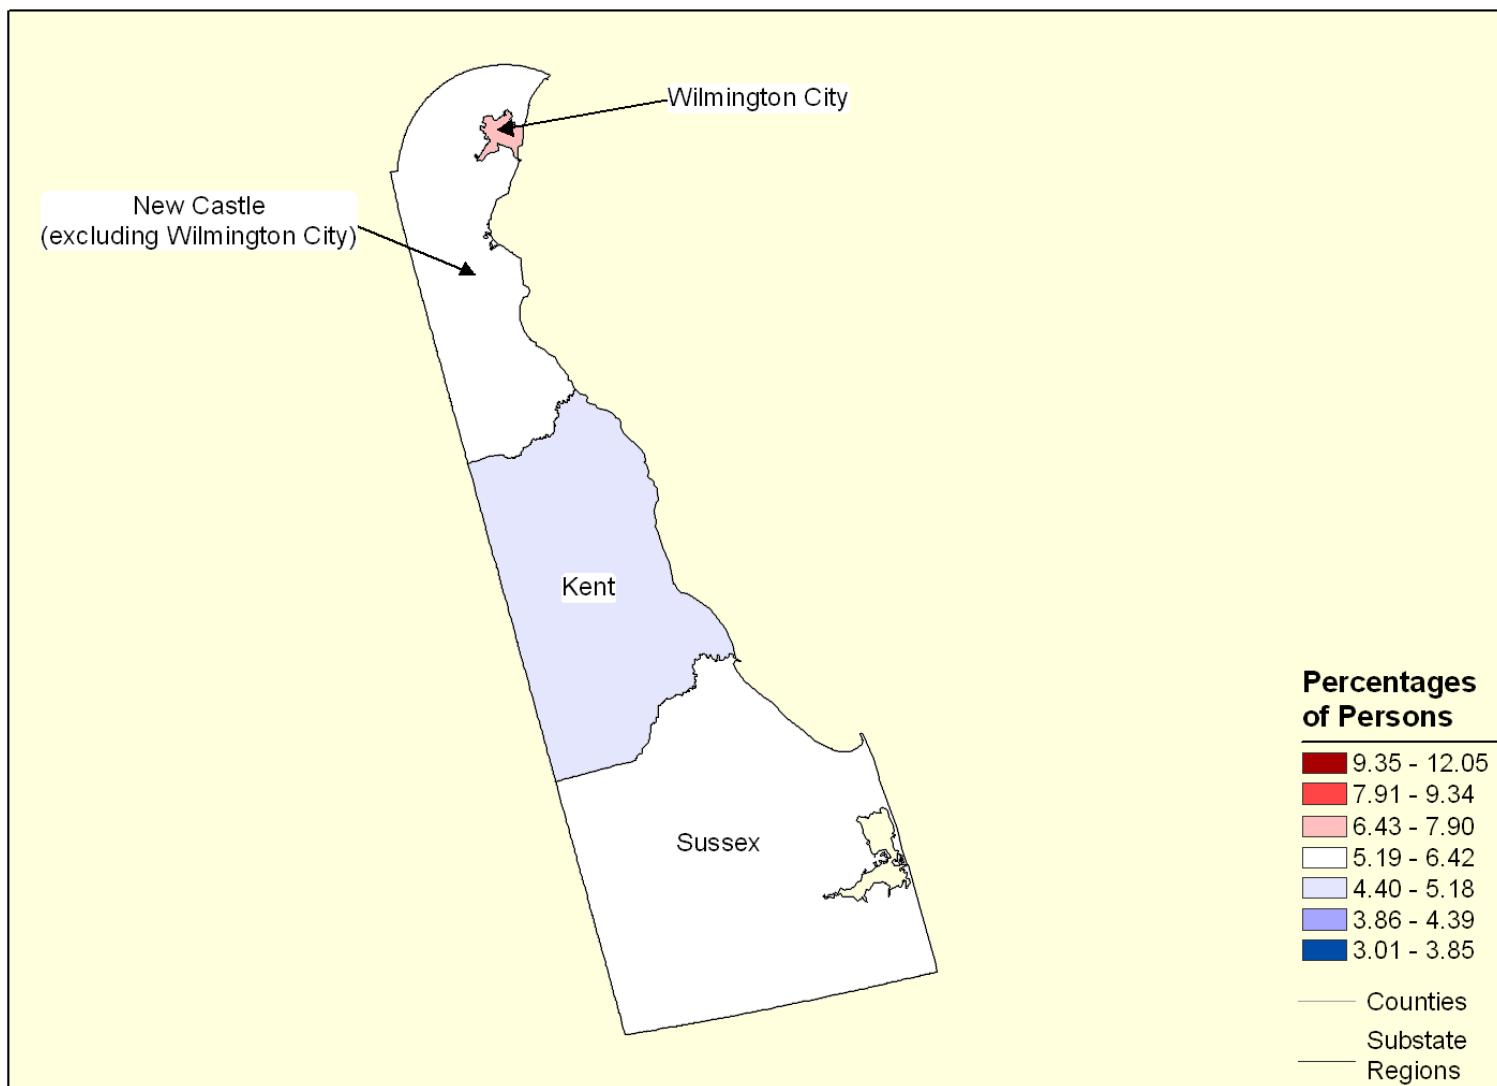 Wilmington City
New Castle
(excluding Wilmington City)
Kent
Sussex
Percentages
of Persons
9.35 - 12.05
7.91 - 9.34
6.43 - 7.90
5.19 - 6.42
4.40 - 5.18
3.86 - 4.39
3.01 - 3.85
Counties
Substate
Regions